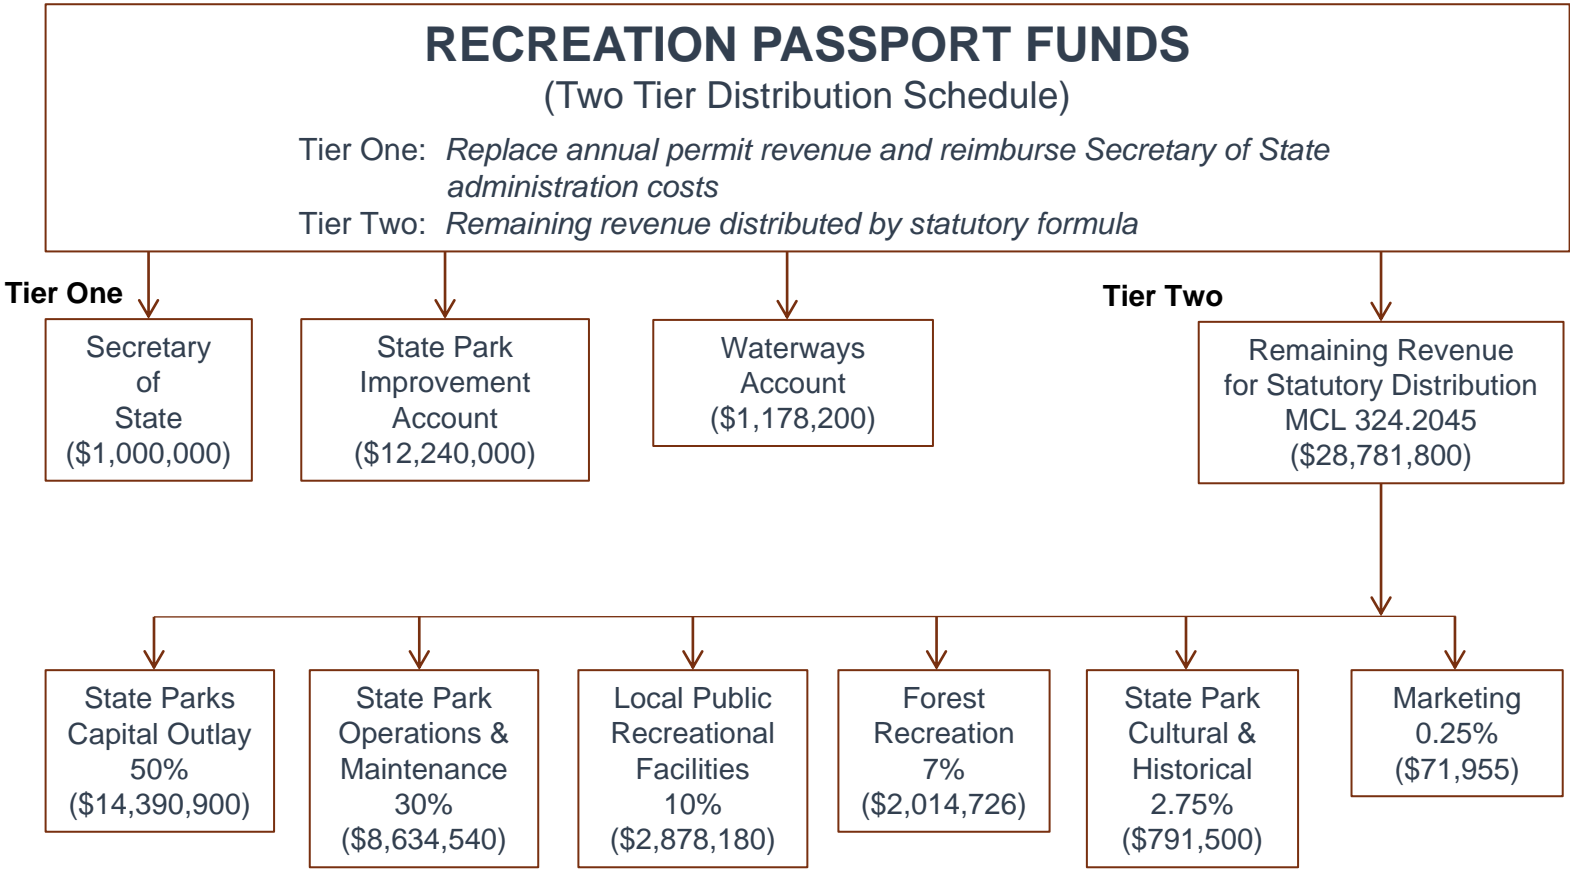 RECREATION PASSPORT FUNDS
(Two Tier Distribution Schedule)
Tier One: Replace annual permit revenue and reimburse Secretary of State
administration costs
Tier Two: Remaining revenue distributed by statutory formula
Tier One
Secretary
of
State
($1,000,000)
State Park
Improvement
Account
($12,240,000)
Waterways
Account
($1,178,200)
Tier Two
Remaining Revenue
for Statutory Distribution
MCL 324.2045
($28,781,800)
State Parks
Capital Outlay
50%
($14,390,900)
State Park
Operations &
Maintenance
30%
($8,634,540)
Local Public
Recreational
Facilities
10%
($2,878,180)
Forest
Recreation
7%
($2,014,726)
State Park
Cultural &
Historical
2.75%
($791,500)
Marketing
0.25%
($71,955)